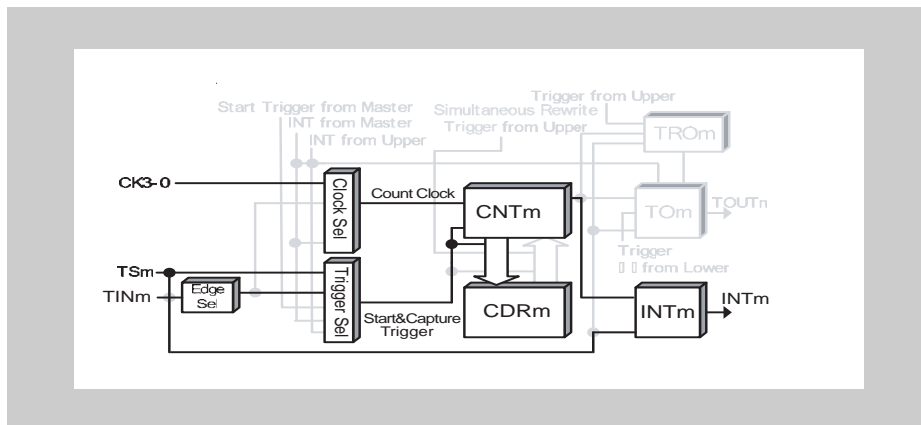 Trigger from Upper
Start Trigger from Master
Simultaneous Rewrite
INT from Master
Trigger from Upper
TROm
INT from Upper
CK3-0
Clock Sel
Count Clock
CNTm
TOm
TOUTn
Trigger
from Lower
TSm
TINm
Edge
Sel
Trigger Sel
Start&Capture
Trigger
CDRm
INTm
INTm